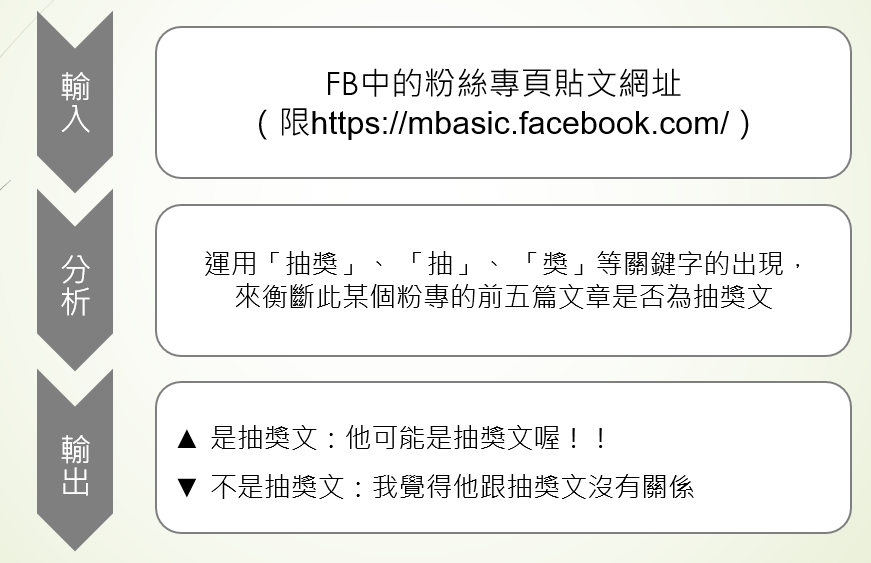 輸入
FB中的粉絲專頁貼文網址
（限https://mbasic.facebook.com/）
分析
運用「抽獎」、「抽」、「獎」等關鍵字的出現，
來衡斷此某個粉專的前五篇文章是否為抽獎文
輸出
▲ 是抽獎文：他可能是抽獎文喔！！
▼ 不是抽獎文：我覺得他跟抽獎文沒有關係